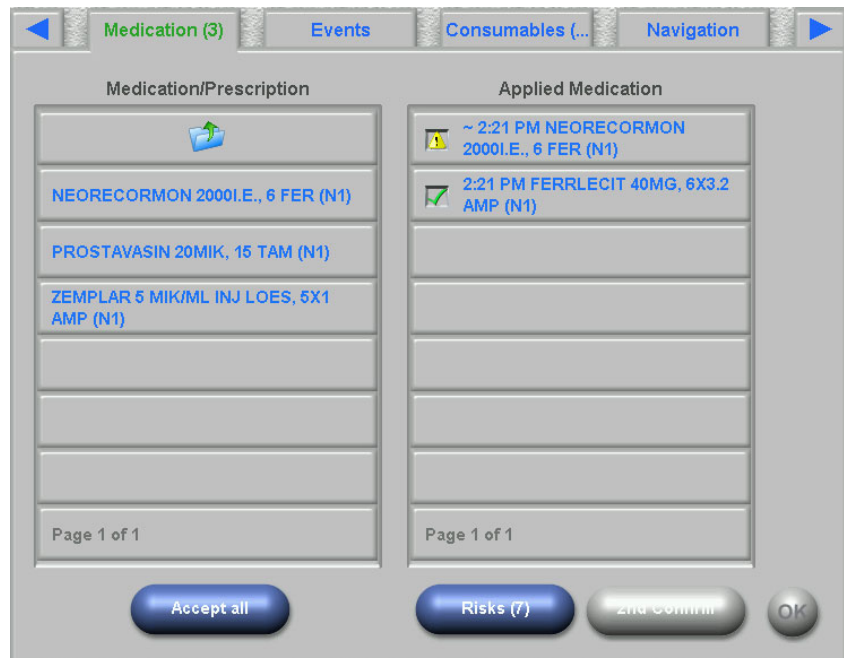 Medication (3) Events Consumables (... Navigation
Medication/Prescription
NEORECORMON 2000I.E., 6 FER (N1)
PROSTAVASIN 20MIK, 15 TAM (N1)
ZEMPLAR 5 MIK/ML INJ LOES, 5X1
AMP (N1)
Page 1 of 1
Applied Medication
~ 2:21 PM NEORECORMON
2000I.E., 6 FER (N1)
2:21 PM FERRLECIT 40MG, 6X3.2
AMP (N1)
Page 1 of 1
Accept all
Risks (7)
2nd Confirm
OK